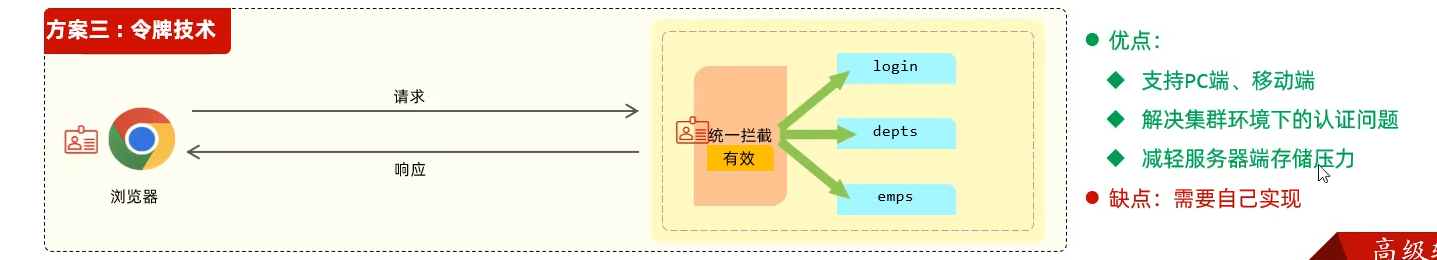 方案三：令牌技术
请求
响应
浏览器
统一拦截
有效
login
depts
emps
优点：
支持PC端、移动端
解决集群环境下的认证问题
减轻服务器端存储压力
缺点：需要自己实现
高级